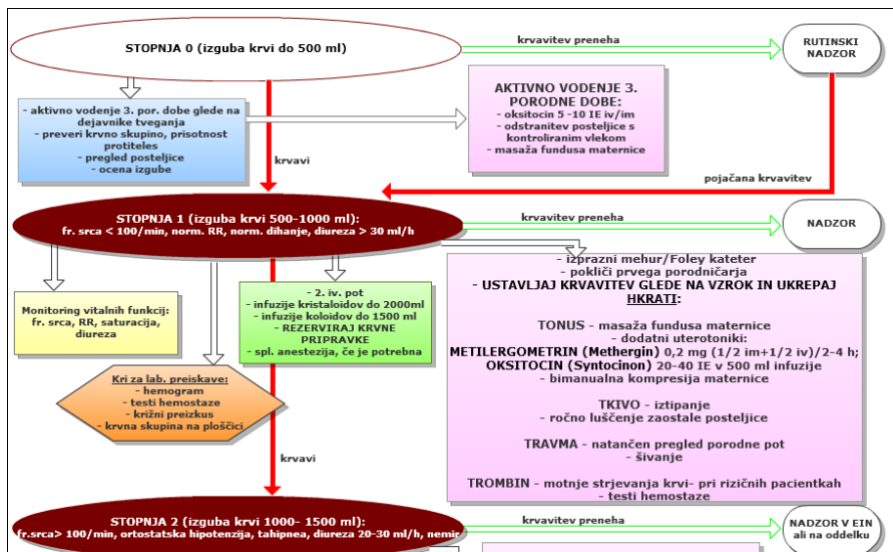 STOPNJA 0 (izguba krvi do 500 ml)
krvavitev preneha
RUTINSKI
NADZOR
- aktivno vodenje 3. por. dobe glede na
dejavnike tveganja
- preveri krvno skupino, prisotnost
protiteles
- pregled posteljice
- ocena izgube
AKTIVNO VODENJE 3.
PORODNE DOBE:
- oksitocin 5 -10 IE iv/im
- odstranitev posteljice s
kontroliranim vlekom
- masaža fundusa maternice
krvavi
pojačana krvavitev
STOPNJA 1 (izguba krvi 500-1000 ml):
fr. srca < 100/min, norm. RR, norm. dihanje, diureza > 30 ml/h
krvavitev preneha
NADZOR
Monitoring vitalnih funkcij:
fr. srca, RR, saturacija,
diureza
- 2. iv. pot
- infuzije kristaloidov do 2000ml
- infuzije koloidov do 1500 ml
- REZERVIRAJ KRVNE
PRIPRAVKE
- spl. anestezija, če je potrebna
- izprazni mehur/Foley kateter
- pokliči prvega porodničarja
- USTAVLJAJ KRVAVITEV GLEDE NA VZROK IN UKREPAJ
HKRATI:
TONUS - masaža fundusa maternice
- dodatni uterotoniki:
METILERGOMETRIN (Methergin) 0,2 mg (1/2 im+1/2 iv)/2-4 h;
OKSITOCIN (Syntocinon) 20-40 IE v 500 ml infuzije
- bimanualna kompresija maternice
TKIVO - iztipanje
- ročno luščenje zaostale posteljice
TRAVMA - natančen pregled porodne pot
- šivanje
TROMBIN - motnje strjevanja krvi- pri rizičnih pacientkah
- testi hemostaze
Kri za lab. preiskave:
- hemogram
- testi hemostaze
- križni preizkus
- krvna skupina na ploščici
krvavi
STOPNJA 2 (izguba krvi 1000- 1500 ml):
fr.srca> 100/min, ortostatska hipotenzija, tahipnea, diureza 20-30 ml/h, nemir
krvavitev preneha
NADZOR V EIN
ali na oddelku